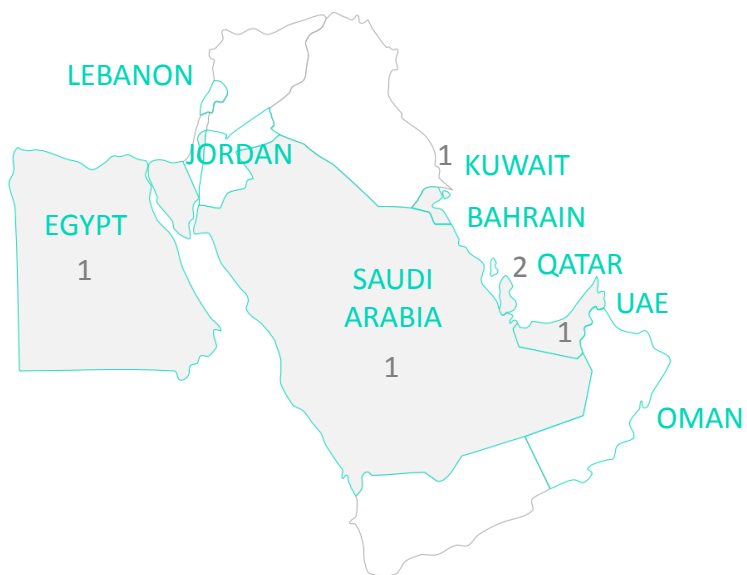 LEBANON
JORDAN
1 KUWAIT
BAHRAIN
EGYPT
1
2 QATAR
SAUDI
ARABIA
1
UAE
1
OMAN